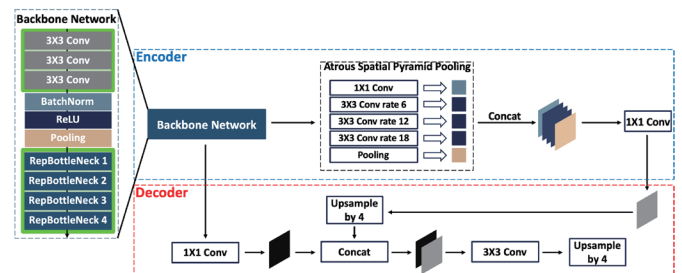 Backbone Network
3X3 Conv
3X3 Conv
3X3 Conv
BatchNorm
ReLU
Pooling
RepBottleNeck 1
RepBottleNeck 2
RepBottleNeck 3
RepBottleNeck 4
Encoder
Backbone Network
Atrous Spatial Pyramid Pooling
1X1 Conv
3X3 Conv rate 6
3X3 Conv rate 12
3X3 Conv rate 18
Pooling
Concat
1X1 Conv
Decoder
Upsample
by 4
1X1 Conv
Concat
3X3 Conv
Upsample
by 4